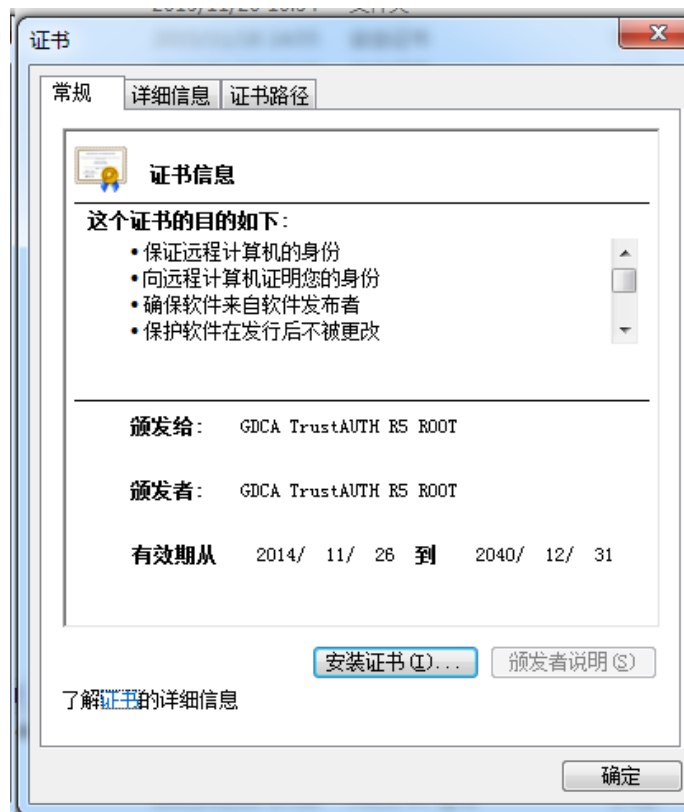 证书
常规 详细信息 证书路径
证书信息
这个证书的目的如下:
• 保证远程计算机的身份
• 向远程计算机证明您的身份
• 确保软件来自软件发布者
• 保护软件在发行后不被更改
颁发给: GDCA TrustAUTH R5 ROOT
颁发者: GDCA TrustAUTH R5 ROOT
有效期从 2014/ 11/ 26 到 2040/ 12/ 31
安装证书(I)... 颁发者说明(S)
了解证书的详细信息
确定